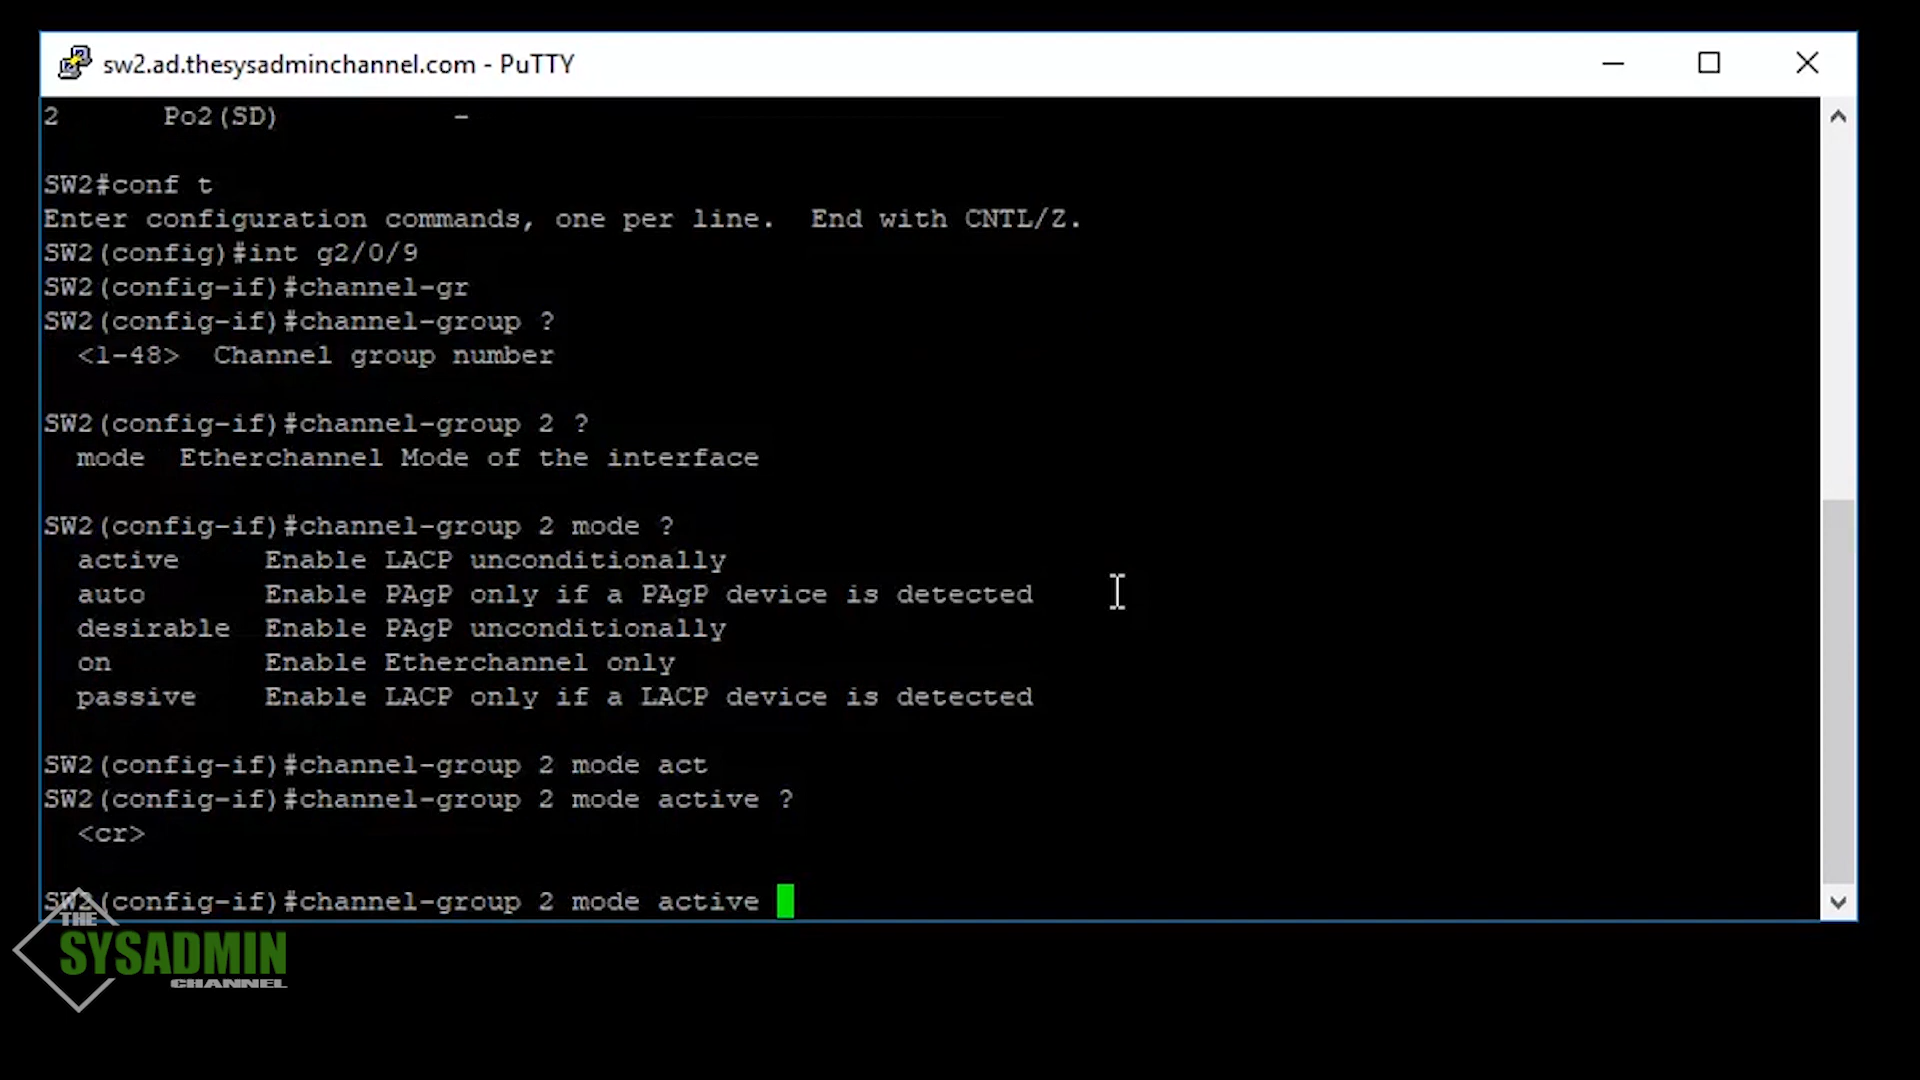 sw2.ad.thesysadminchannel.com - PuTTY
2 Po2(SD) -
SW2#conf t
Enter configuration commands, one per line. End with CNTL/Z.
SW2(config)#int g2/0/9
SW2(config-if)#channel-gr
SW2(config-if)#channel-group ?
<1-48> Channel group number
SW2(config-if)#channel-group 2 ?
mode Etherchannel Mode of the interface
SW2(config-if)#channel-group 2 mode ?
active Enable LACP unconditionally
auto Enable PAgP only if a PAgP device is detected
desirable Enable PAgP unconditionally
on Enable Etherchannel only
passive Enable LACP only if a LACP device is detected
SW2(config-if)#channel-group 2 mode act
SW2(config-if)#channel-group 2 mode active ?
<cr>
SW2(config-if)#channel-group 2 mode active
THE
SYSADMIN
CHANNEL